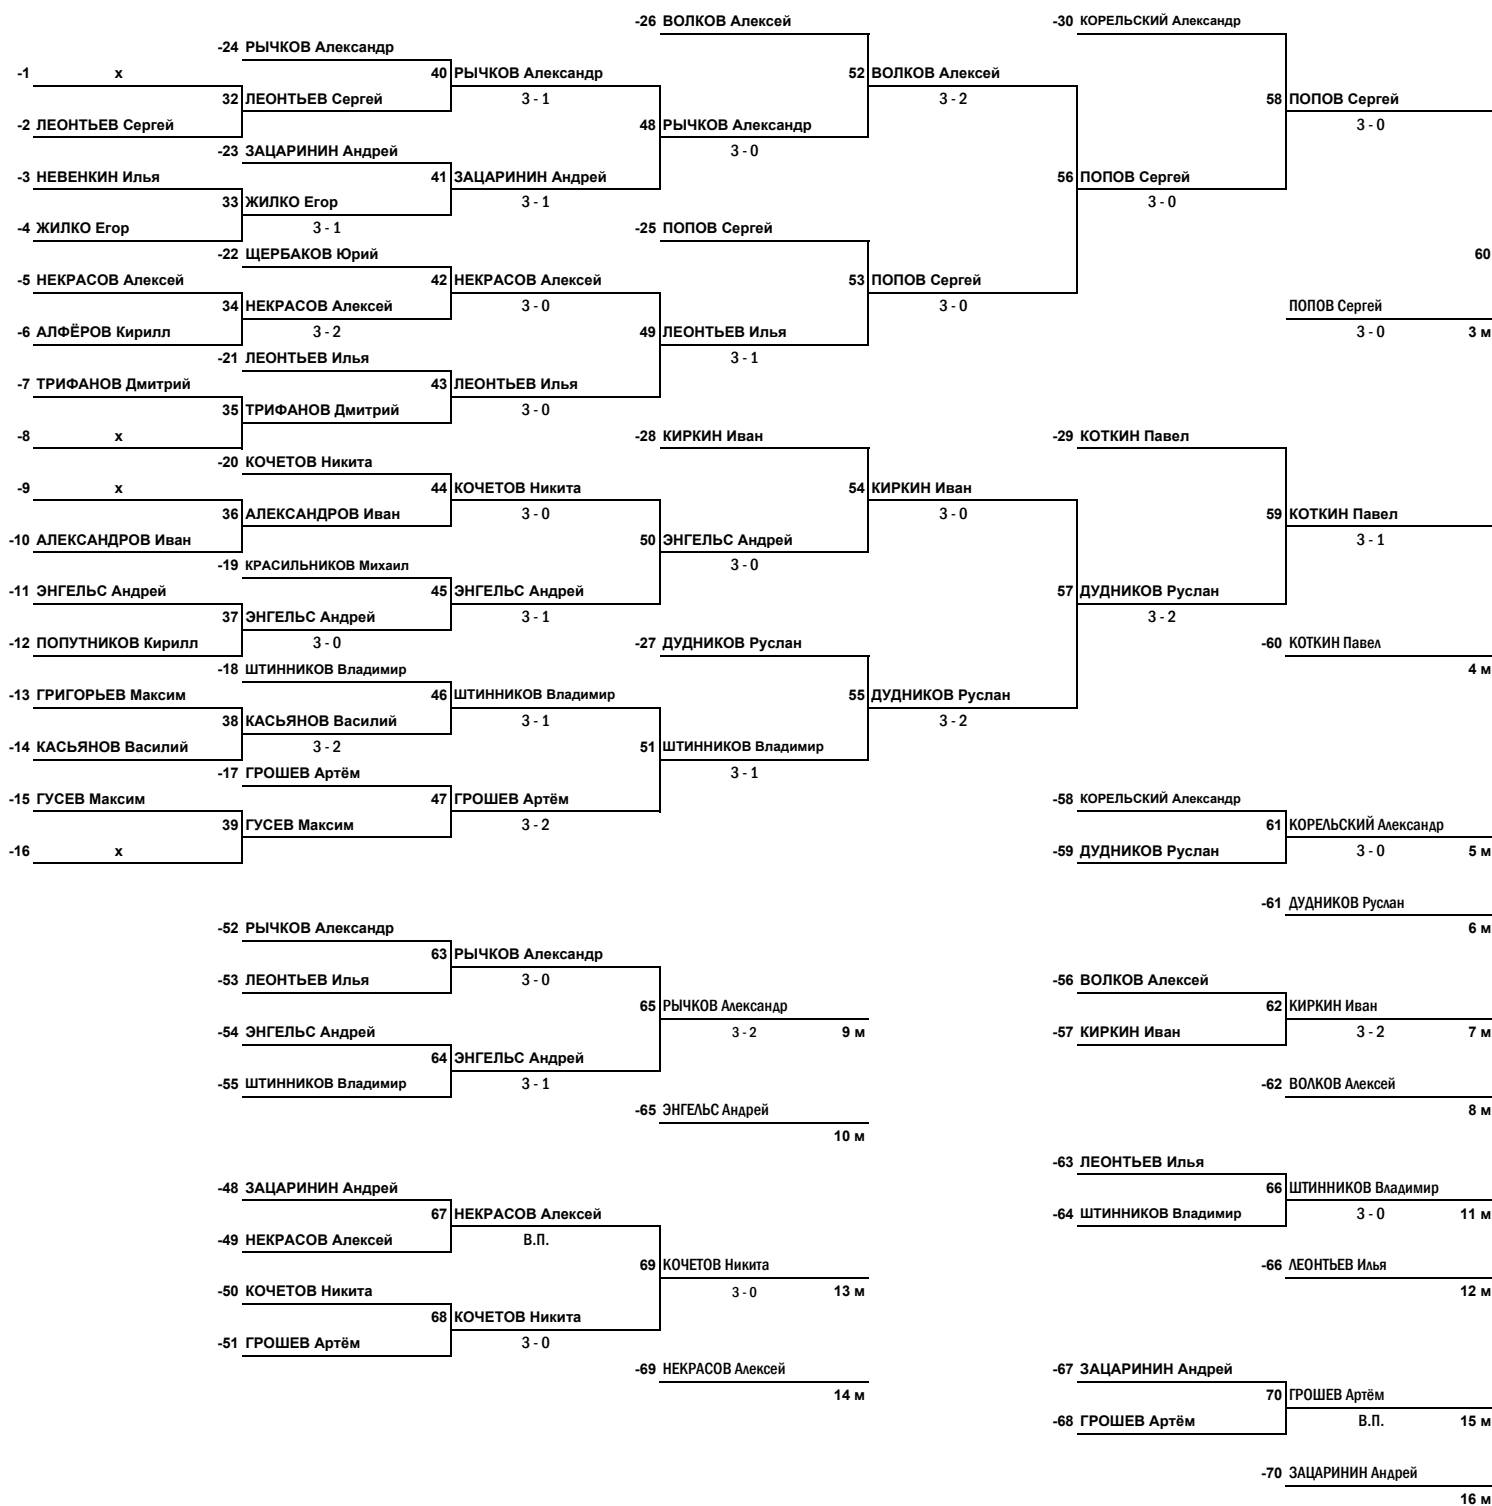 -26 ВОЛКОВ Алексей -30 КОРЕЛЬСКИЙ Александр
-24 РЫЧКОВ Александр
-1 х 40 РЫЧКОВ Александр 52 ВОЛКОВ Алексей
32 ЛЕОНТЬЕВ Сергей 3 - 1 3 - 2 58 ПОПОВ Сергей
-2 ЛЕОНТЬЕВ Сергей 48 РЫЧКОВ Александр 3 - 0
-23 ЗАЦАРИНИН Андрей 3 - 0
-3 НЕВЕНКИН Илья 41 ЗАЦАРИНИН Андрей 56 ПОПОВ Сергей
33 ЖИЛКО Егор 3 - 1 3 - 0
-4 ЖИЛКО Егор 3 - 1 -25 ПОПОВ Сергей
-22 ЩЕРБАКОВ Юрий 60
-5 НЕКРАСОВ Алексей 42 НЕКРАСОВ Алексей 53 ПОПОВ Сергей
34 НЕКРАСОВ Алексей 3 - 0 3 - 0 ПОПОВ Сергей
-6 АЛФЁРОВ Кирилл 3 - 2 49 ЛЕОНТЬЕВ Илья 3 - 0 3 м
-21 ЛЕОНТЬЕВ Илья 3 - 1
-7 ТРИФАНОВ Дмитрий 43 ЛЕОНТЬЕВ Илья
35 ТРИФАНОВ Дмитрий 3 - 0
-8 х -28 КИРКИН Иван -29 КОТКИН Павел
-20 КОЧЕТОВ Никита
-9 х 44 КОЧЕТОВ Никита 54 КИРКИН Иван
36 АЛЕКСАНДРОВ Иван 3 - 0 3 - 0 59 КОТКИН Павел
-10 АЛЕКСАНДРОВ Иван 50 ЭНГЕЛЬС Андрей 3 - 1
-19 КРАСИЛЬНИКОВ Михаил 3 - 0
-11 ЭНГЕЛЬС Андрей 45 ЭНГЕЛЬС Андрей 57 ДУДНИКОВ Руслан
37 ЭНГЕЛЬС Андрей 3 - 1 3 - 2
-12 ПОПУТНИКОВ Кирилл 3 - 0 -27 ДУДНИКОВ Руслан -60 КОТКИН Павел
-18 ШТИННИКОВ Владимир 4 м
-13 ГРИГОРЬЕВ Максим 46 ШТИННИКОВ Владимир 55 ДУДНИКОВ Руслан
38 КАСЬЯНОВ Василий 3 - 1 3 - 2
-14 КАСЬЯНОВ Василий 3 - 2 51 ШТИННИКОВ Владимир
-17 ГРОШЕВ Артём 3 - 1
-15 ГУСЕВ Максим 47 ГРОШЕВ Артём -58 КОРЕЛЬСКИЙ Александр
39 ГУСЕВ Максим 3 - 2 61 КОРЕЛЬСКИЙ Александр
-16 х -59 ДУДНИКОВ Руслан 3 - 0 5 м
-61 ДУДНИКОВ Руслан
-52 РЫЧКОВ Александр 6 м
63 РЫЧКОВ Александр
-53 ЛЕОНТЬЕВ Илья 3 - 0 -56 ВОЛКОВ Алексей
65 РЫЧКОВ Александр 62 КИРКИН Иван
-54 ЭНГЕЛЬС Андрей 3 - 2 9 м -57 КИРКИН Иван 3 - 2 7 м
64 ЭНГЕЛЬС Андрей
-55 ШТИННИКОВ Владимир 3 - 1 -62 ВОЛКОВ Алексей
-65 ЭНГЕЛЬС Андрей 8 м
10 м
-63 ЛЕОНТЬЕВ Илья
-48 ЗАЦАРИНИН Андрей 66 ШТИННИКОВ Владимир
67 НЕКРАСОВ Алексей -64 ШТИННИКОВ Владимир 3 - 0 11 м
-49 НЕКРАСОВ Алексей В.П.
69 КОЧЕТОВ Никита -66 ЛЕОНТЬЕВ Илья
-50 КОЧЕТОВ Никита 3 - 0 13 м 12 м
68 КОЧЕТОВ Никита
-51 ГРОШЕВ Артём 3 - 0
-69 НЕКРАСОВ Алексей -67 ЗАЦАРИНИН Андрей
14 м 70 ГРОШЕВ Артём
-68 ГРОШЕВ Артём В.П. 15 м
-70 ЗАЦАРИНИН Андрей
16 м